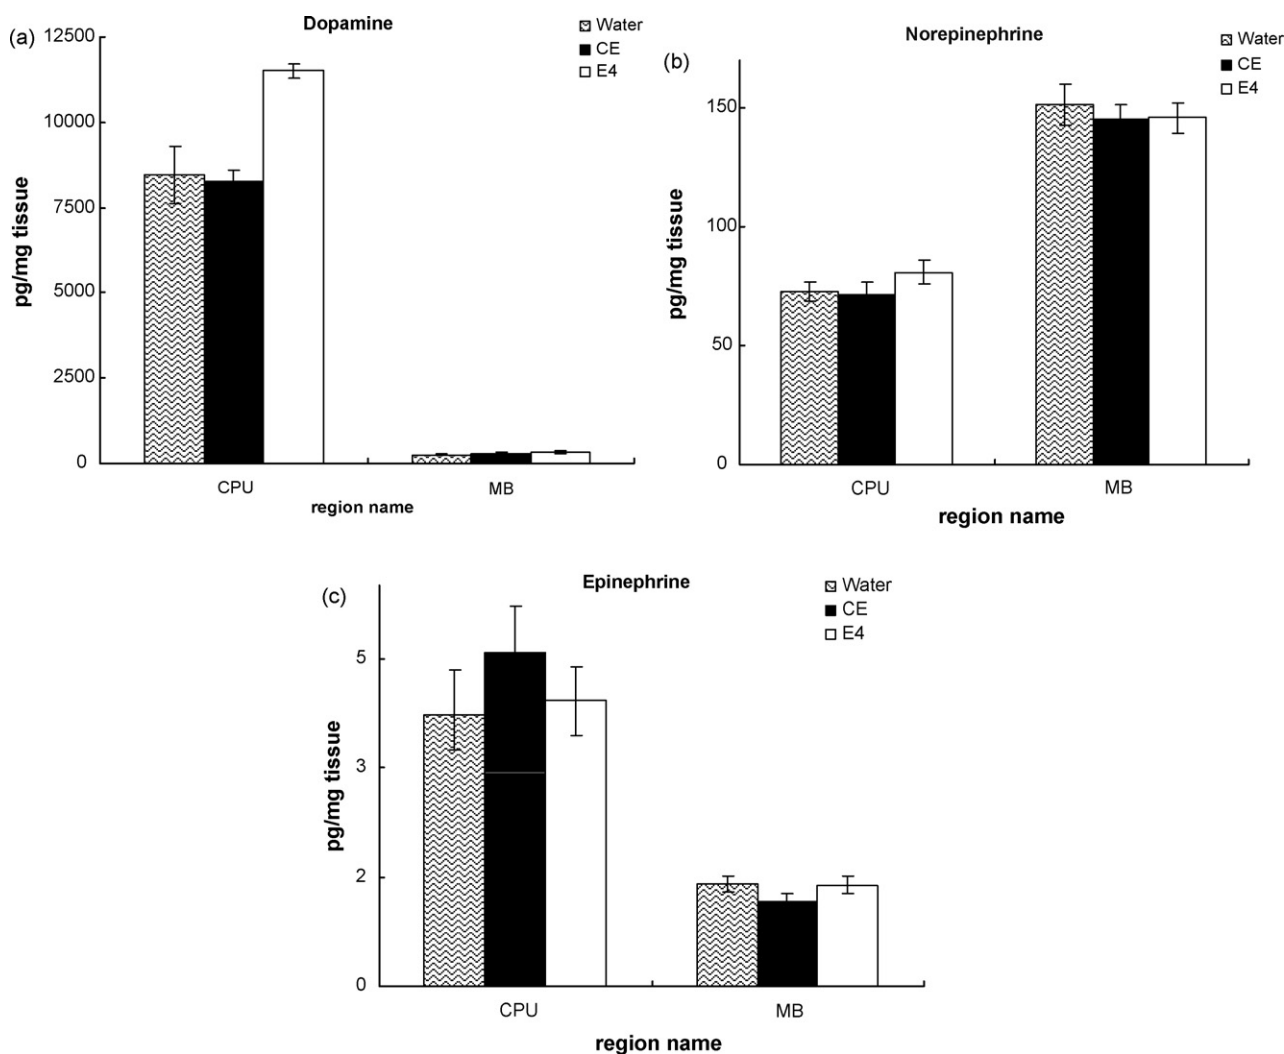 (a)
Dopamine
Water
CE
E4
12500
10000
7500
5000
2500
0
pg/mg tissue
CPU
MB
region name
(b)
Norepinephrine
Water
CE
E4
150
100
50
0
pg/mg tissue
CPU
MB
region name
(c)
Epinephrine
Water
CE
E4
5
3
2
0
pg/mg tissue
CPU
MB
region name